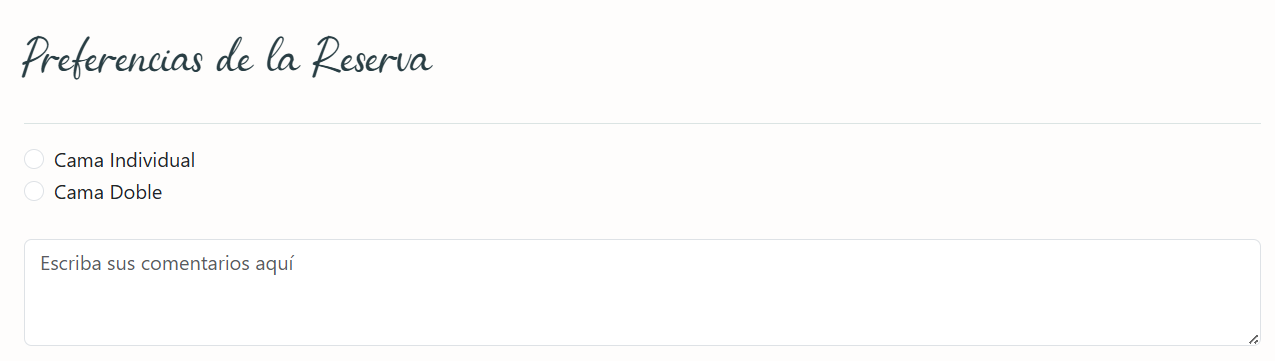 Preferencias de la Reserva
Cama Individual
Cama Doble
Escriba sus comentarios aquí